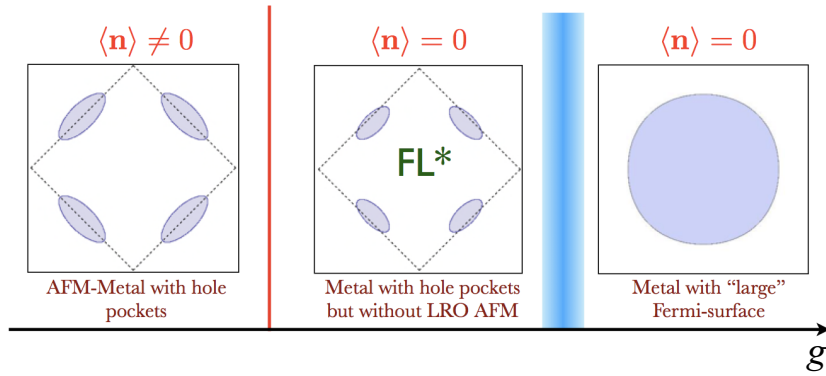 ⟨n⟩ ≠ 0
⟨n⟩ = 0
⟨n⟩ = 0
FL*
AFM-Metal with hole
pockets
Metal with hole pockets
but without LRO AFM
Metal with “large”
Fermi-surface
g